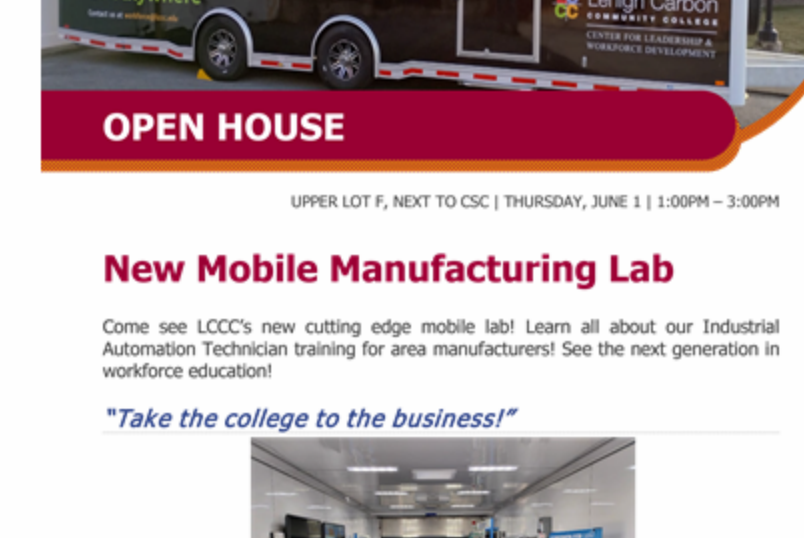 Contact us at
Lehigh Carbon
COMMUNITY COLLEGE
CENTER FOR LEADERSHIP &
WORKFORCE DEVELOPMENT
OPEN HOUSE
UPPER LOT F, NEXT TO CSC | THURSDAY, JUNE 1 | 1:00PM – 3:00PM
New Mobile Manufacturing Lab
Come see LCCC's new cutting edge mobile lab! Learn all about our Industrial
Automation Technician training for area manufacturers! See the next generation in
workforce education!
"Take the college to the business!"